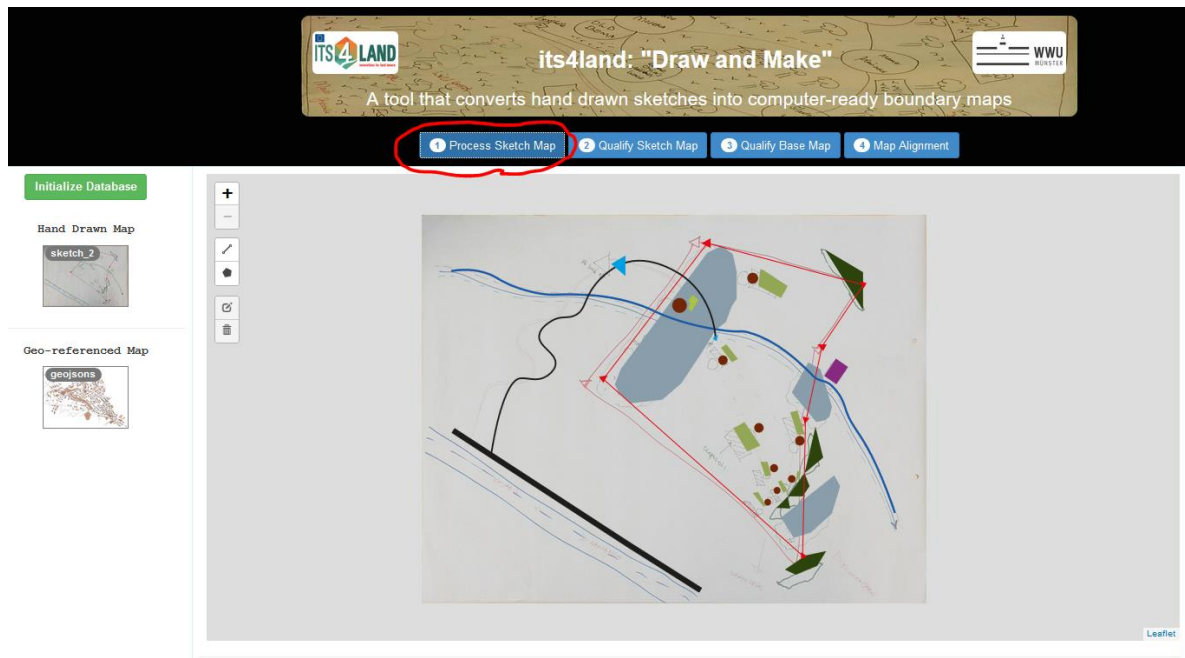 ITS4LAND
its4land: "Draw and Make"
WWU
MÜNSTER
A tool that converts hand drawn sketches into computer-ready boundary maps
1 Process Sketch Map
2 Qualify Sketch Map
3 Qualify Base Map
4 Map Alignment
Initialize Database
+
−
Hand Drawn Map
sketch_2
Geo-referenced Map
geojsons
Leaflet